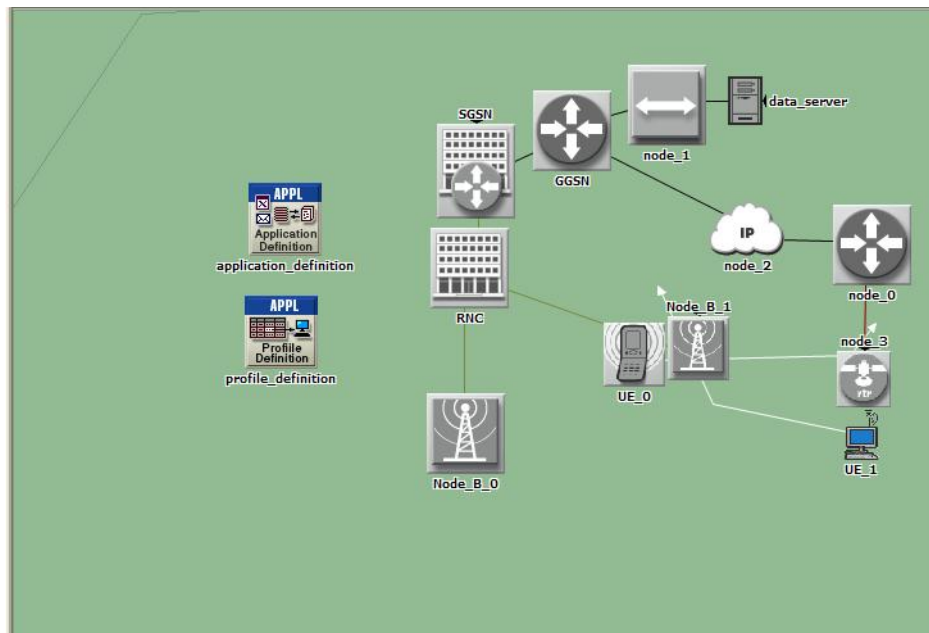 data_server
SGSN
node_1
GGSN
APPL
Application
Definition
application_definition
IP
node_2
node_0
APPL
Profile
Definition
profile_definition
RNC
Node_B_1
node_3
UE_0
rtr
Node_B_0
UE_1